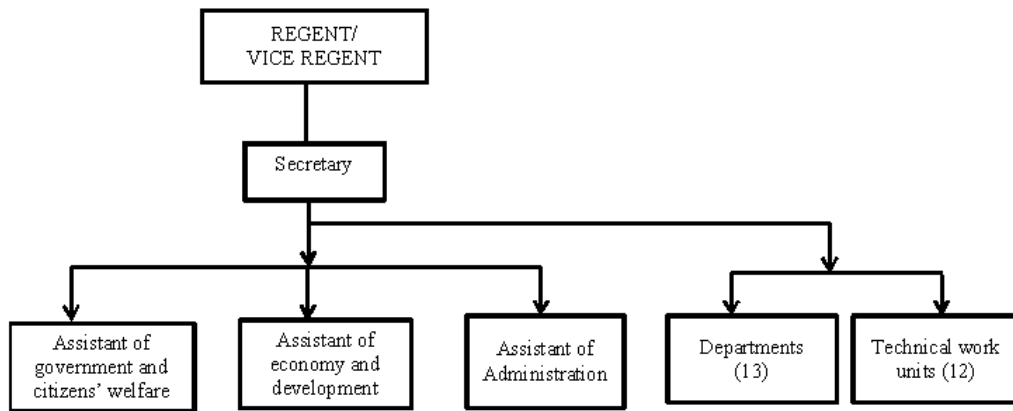 REGENT/
VICE REGENT
Secretary
Assistant of
government and
citizens' welfare
Assistant of
economy and
development
Assistant of
Administration
Departments
(13)
Technical work
units (12)